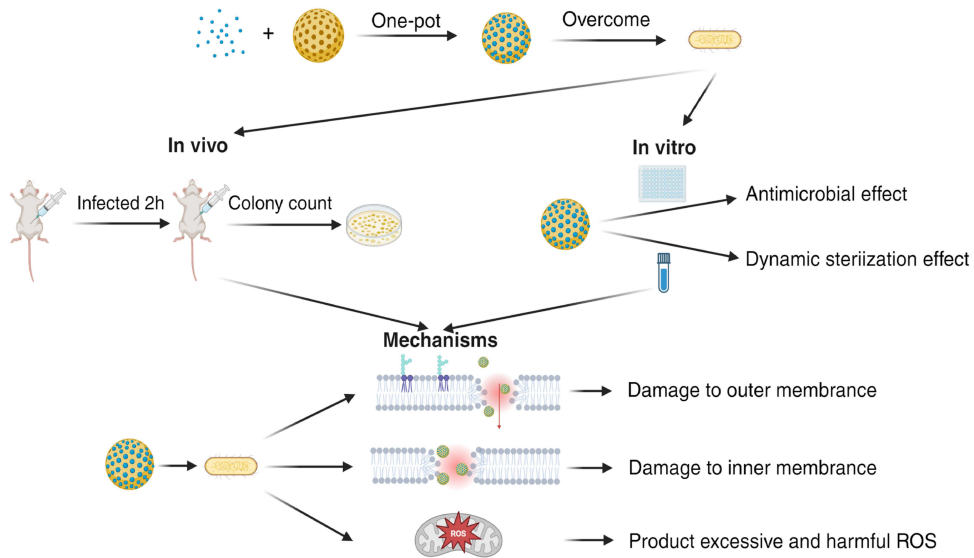 +
One-pot
Overcome
In vivo
In vitro
Infected 2h
Colony count
Antimicrobial effect
Dynamic steriization effect
Mechanisms
Damage to outer membrance
Damage to inner membrance
ROS
Product excessive and harmful ROS